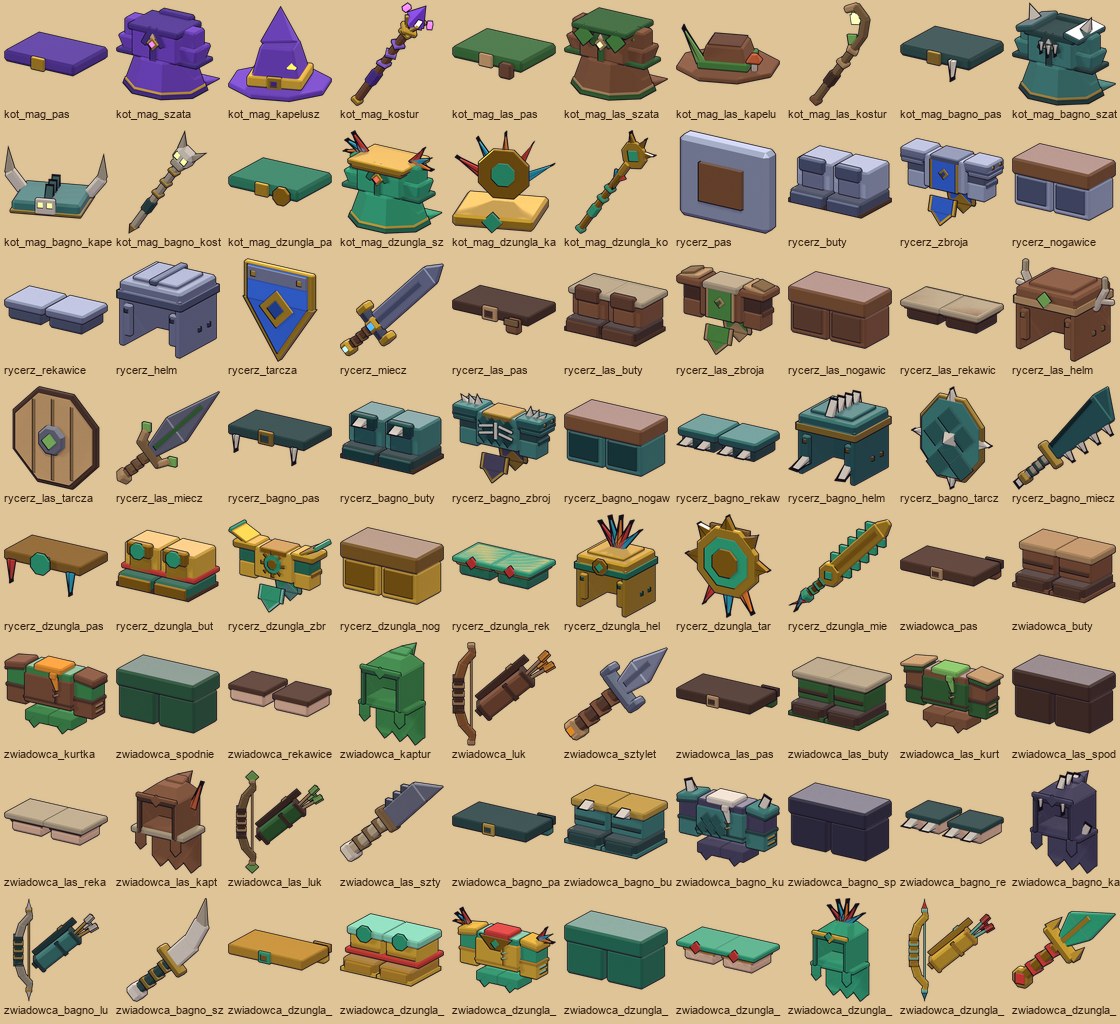 kot_mag_pas
kot_mag_szata
kot_mag_kapelusz
kot_mag_kostur
kot_mag_las_pas
kot_mag_las_szata
kot_mag_las_kapelu
kot_mag_las_kostur
kot_mag_bagno_pas
kot_mag_bagno_szat
kot_mag_bagno_kape
kot_mag_bagno_kost
kot_mag_dzungla_pa
kot_mag_dzungla_sz
kot_mag_dzungla_ka
kot_mag_dzungla_ko
rycerz_pas
rycerz_buty
rycerz_zbroja
rycerz_nogawice
rycerz_rekawice
rycerz_helm
rycerz_tarcza
rycerz_miecz
rycerz_las_pas
rycerz_las_buty
rycerz_las_zbroja
rycerz_las_nogawic
rycerz_las_rekawic
rycerz_las_helm
rycerz_las_tarcza
rycerz_las_miecz
rycerz_bagno_pas
rycerz_bagno_buty
rycerz_bagno_zbroj
rycerz_bagno_nogaw
rycerz_bagno_rekaw
rycerz_bagno_helm
rycerz_bagno_tarcz
rycerz_bagno_miecz
rycerz_dzungla_pas
rycerz_dzungla_but
rycerz_dzungla_zbr
rycerz_dzungla_nog
rycerz_dzungla_rek
rycerz_dzungla_hel
rycerz_dzungla_tar
rycerz_dzungla_mie
zwiadowca_pas
zwiadowca_buty
zwiadowca_kurtka
zwiadowca_spodnie
zwiadowca_rekawice
zwiadowca_kaptur
zwiadowca_luk
zwiadowca_sztylet
zwiadowca_las_pas
zwiadowca_las_buty
zwiadowca_las_kurt
zwiadowca_las_spod
zwiadowca_las_reka
zwiadowca_las_kapt
zwiadowca_las_luk
zwiadowca_las_szty
zwiadowca_bagno_pa
zwiadowca_bagno_bu
zwiadowca_bagno_ku
zwiadowca_bagno_sp
zwiadowca_bagno_re
zwiadowca_bagno_ka
zwiadowca_bagno_lu
zwiadowca_bagno_sz
zwiadowca_dzungla_
zwiadowca_dzungla_
zwiadowca_dzungla_
zwiadowca_dzungla_
zwiadowca_dzungla_
zwiadowca_dzungla_
zwiadowca_dzungla_
zwiadowca_dzungla_